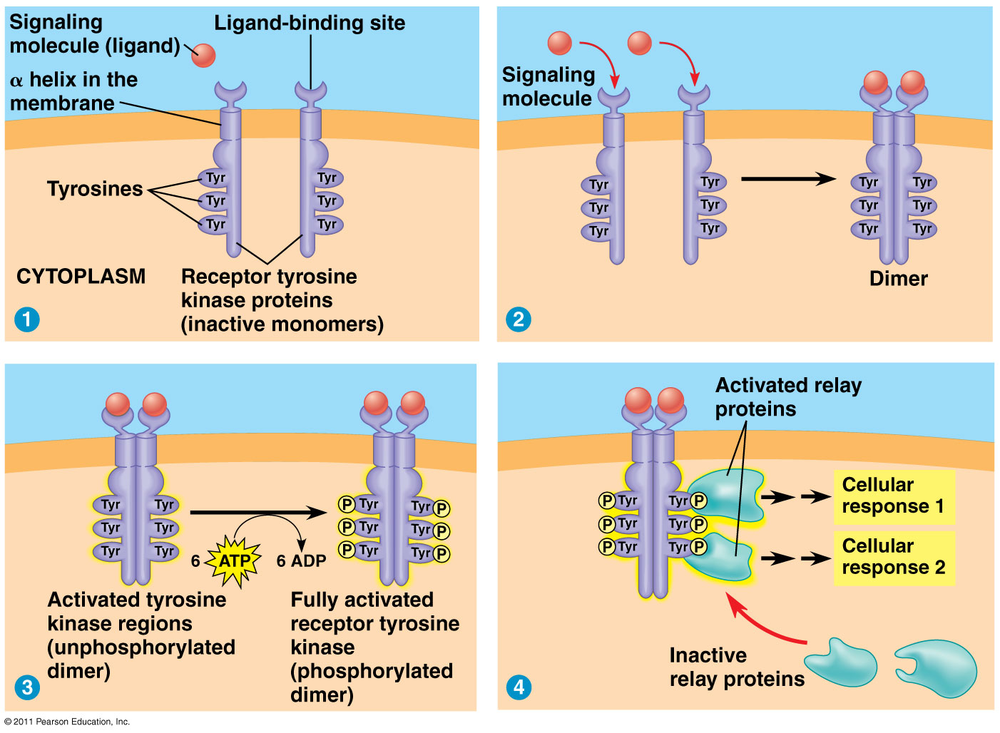 Signaling
molecule (ligand)
Ligand-binding site
α helix in the
membrane
Tyrosines
Tyr
Tyr
Tyr
Tyr
Tyr
Tyr
CYTOPLASM
Receptor tyrosine
kinase proteins
(inactive monomers)
1
Signaling
molecule
Tyr
Tyr
Tyr
Tyr
Tyr
Tyr
Tyr Tyr
Tyr Tyr
Tyr Tyr
Dimer
2
Tyr Tyr
Tyr Tyr
Tyr Tyr
6 ATP 6 ADP
P Tyr Tyr P
P Tyr Tyr P
P Tyr Tyr P
Activated tyrosine
kinase regions
(unphosphorylated
dimer)
Fully activated
receptor tyrosine
kinase
(phosphorylated
dimer)
3
Activated relay
proteins
P Tyr Tyr P
P Tyr Tyr P
P Tyr Tyr P
Cellular
response 1
Cellular
response 2
Inactive
relay proteins
4
© 2011 Pearson Education, Inc.